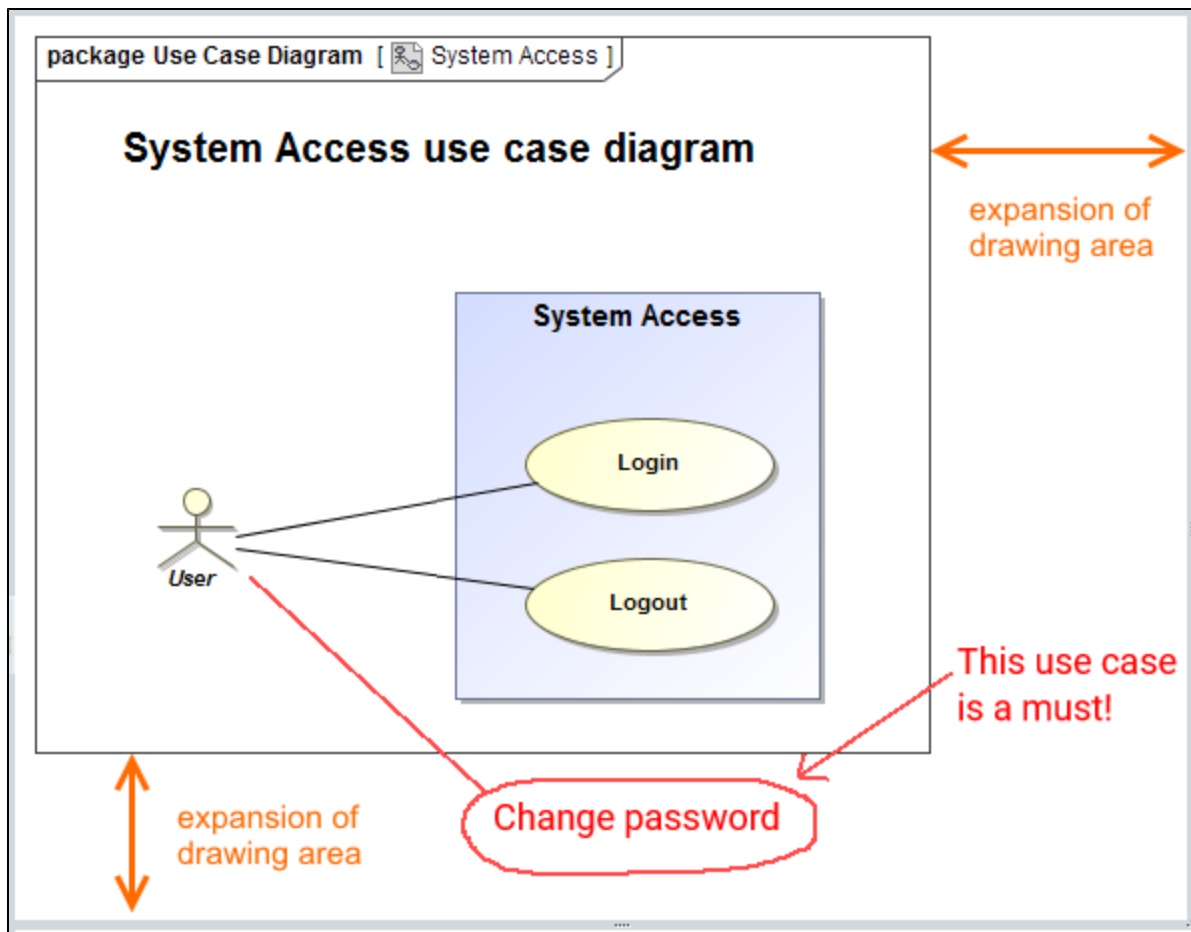 package Use Case Diagram [ System Access ]
System Access use case diagram
expansion of
drawing area
System Access
Login
Logout
User
This use case
is a must!
Change password
expansion of
drawing area